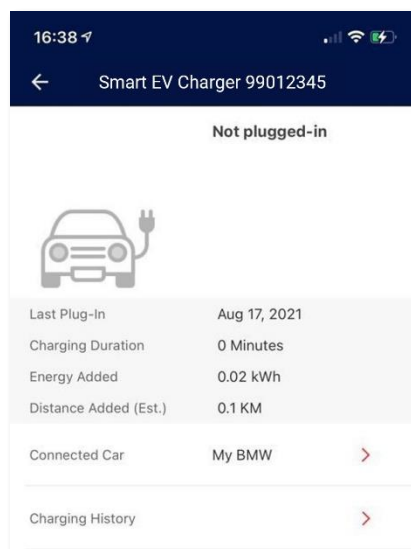 16:38
Smart EV Charger 99012345
Not plugged-in
Last Plug-In Aug 17, 2021
Charging Duration 0 Minutes
Energy Added 0.02 kWh
Distance Added (Est.) 0.1 KM
Connected Car My BMW
Charging History